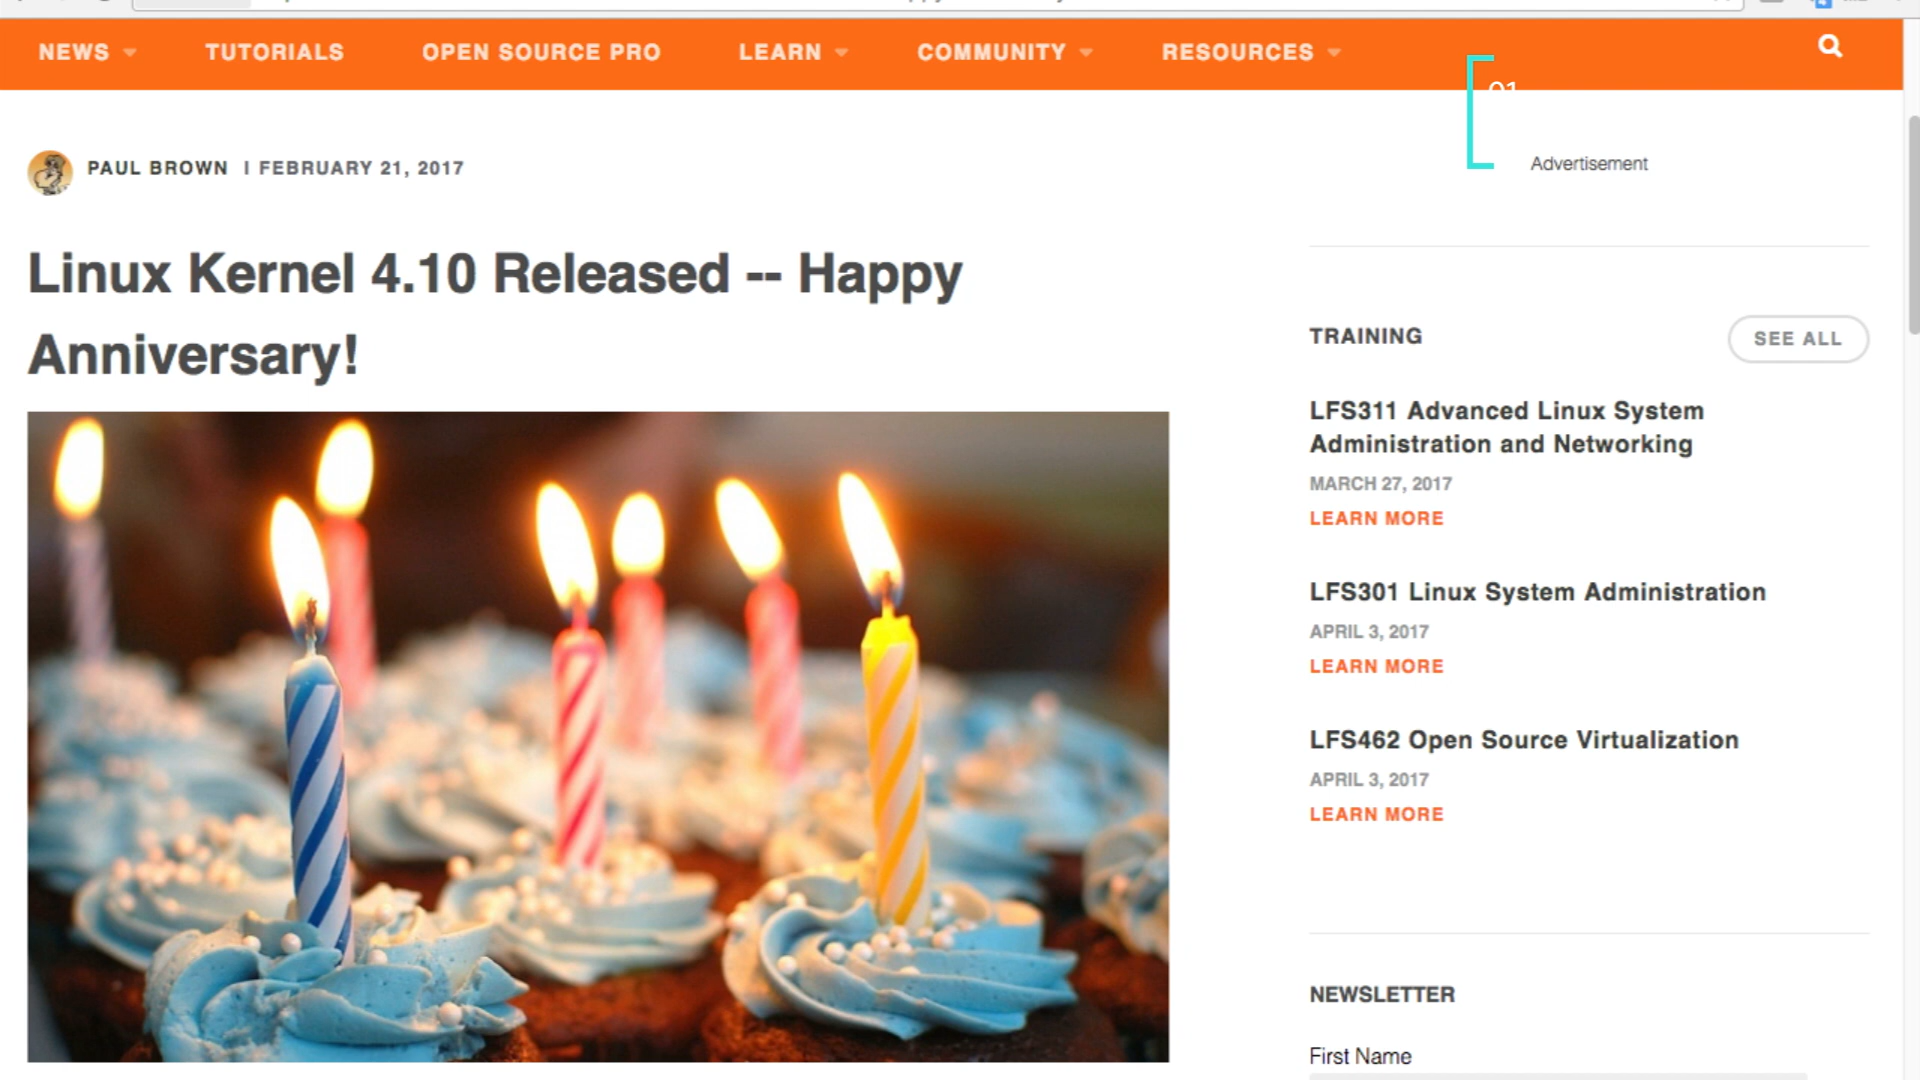 NEWS
TUTORIALS
OPEN SOURCE PRO
LEARN
COMMUNITY
RESOURCES
PAUL BROWN | FEBRUARY 21, 2017
Linux Kernel 4.10 Released -- Happy
Anniversary!
Advertisement
TRAINING
SEE ALL
LFS311 Advanced Linux System
Administration and Networking
MARCH 27, 2017
LEARN MORE
LFS301 Linux System Administration
APRIL 3, 2017
LEARN MORE
LFS462 Open Source Virtualization
APRIL 3, 2017
LEARN MORE
NEWSLETTER
First Name